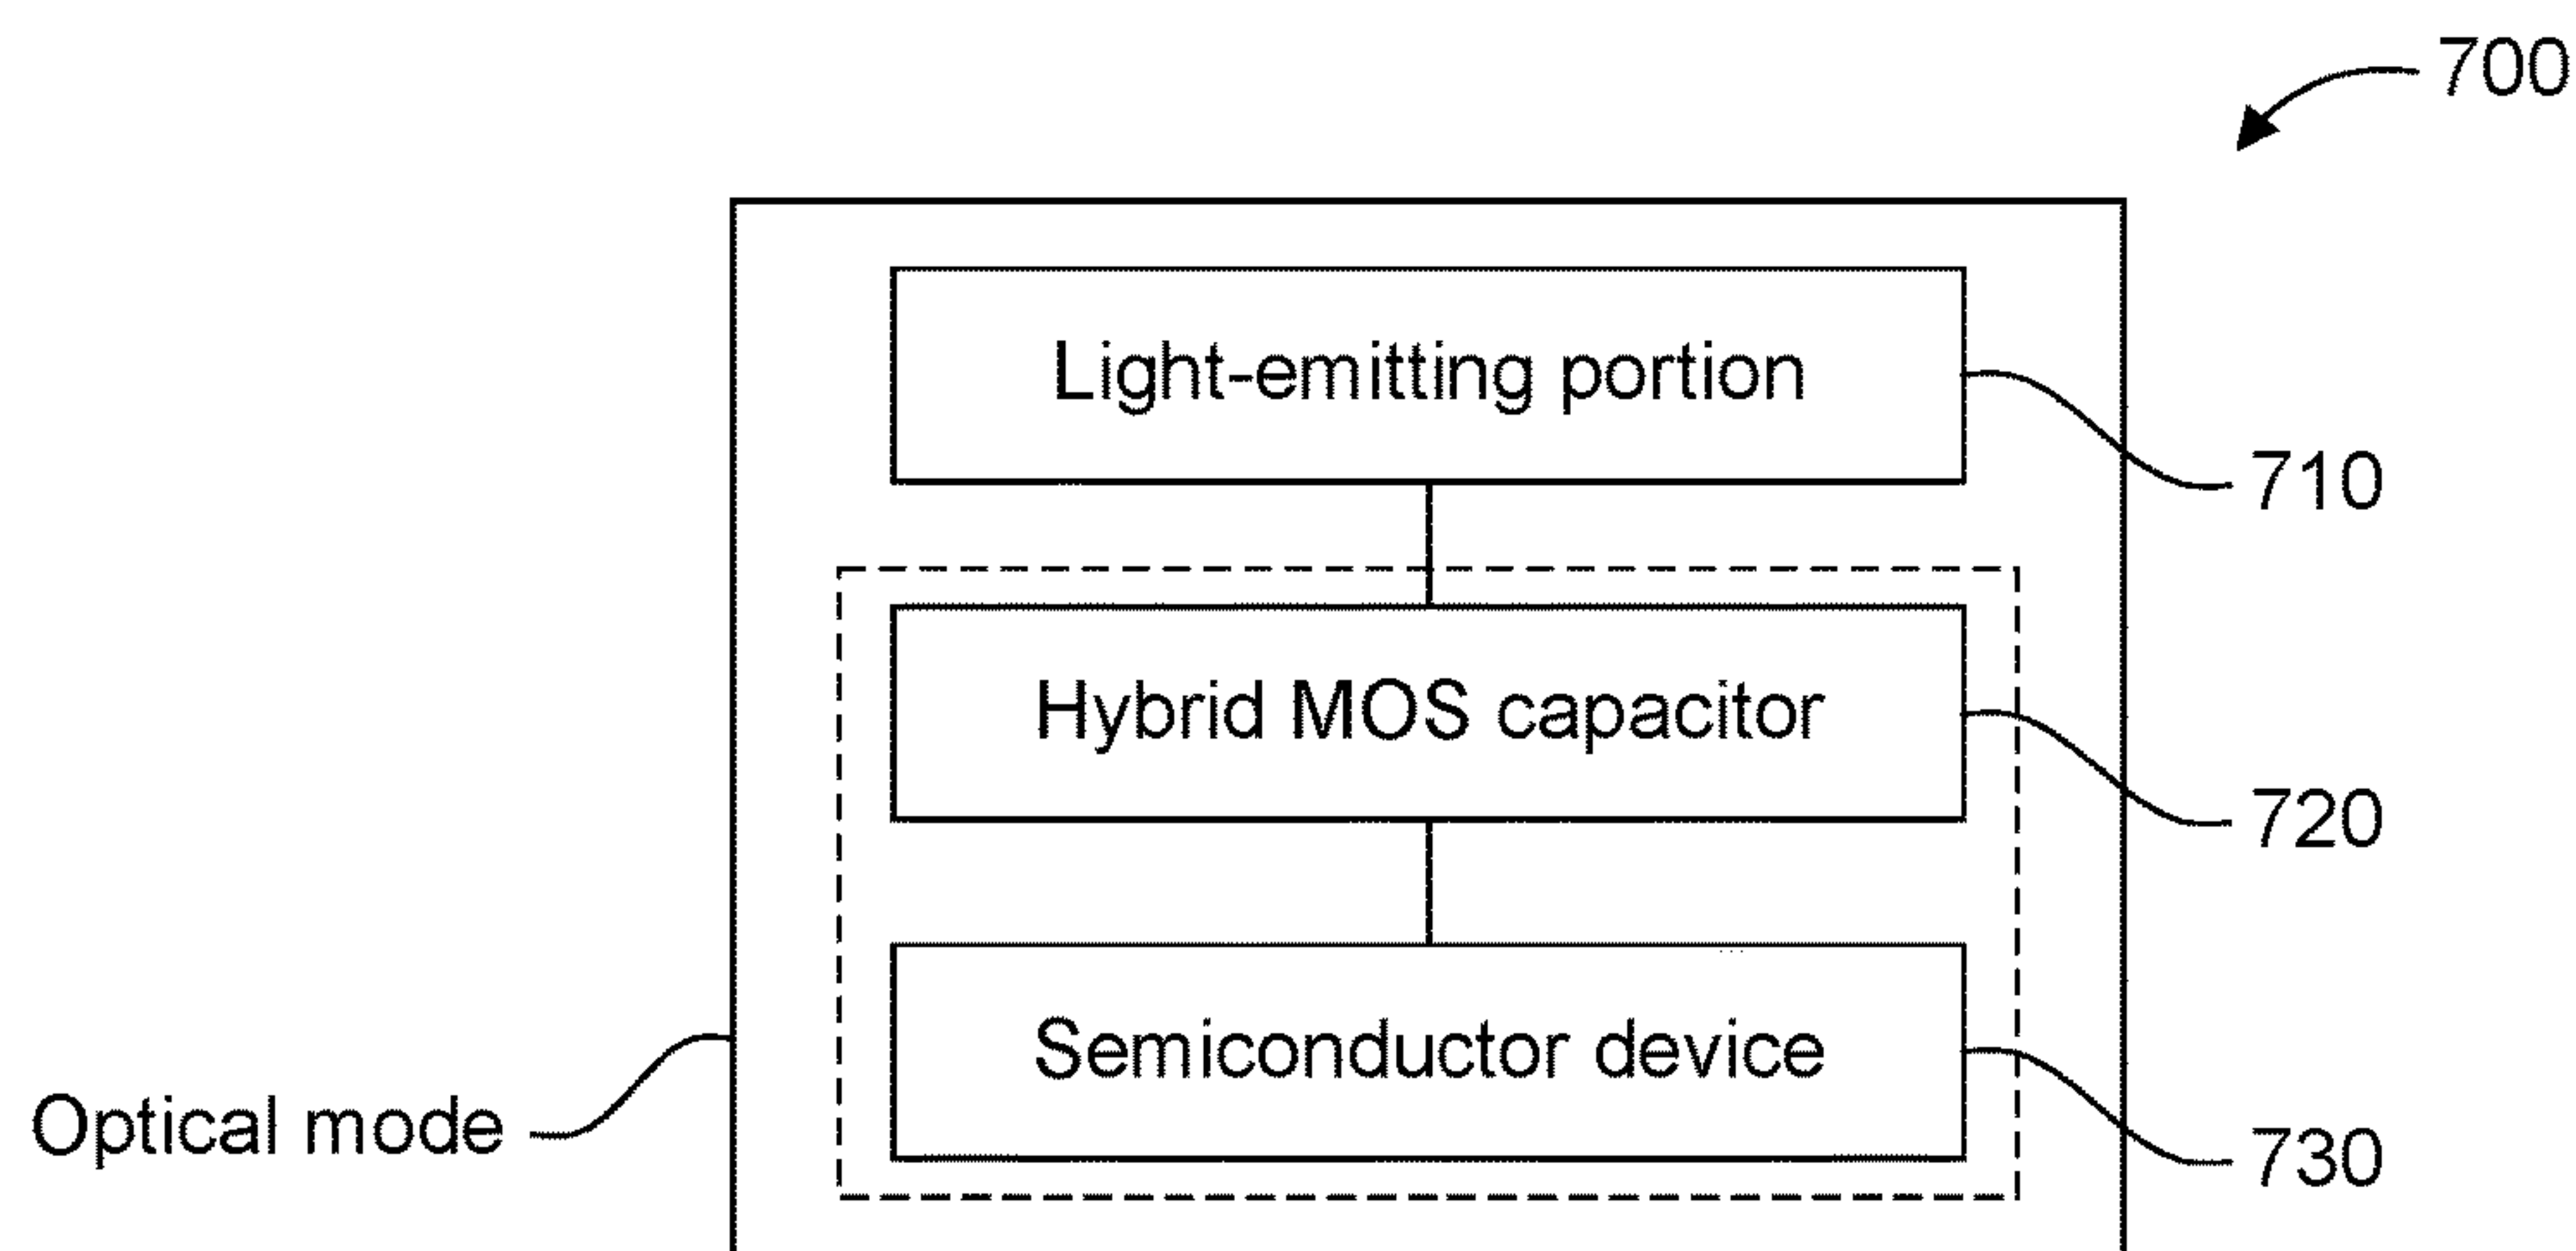 700
Light-emitting portion
710
Hybrid MOS capacitor
720
Semiconductor device
Optical mode
730